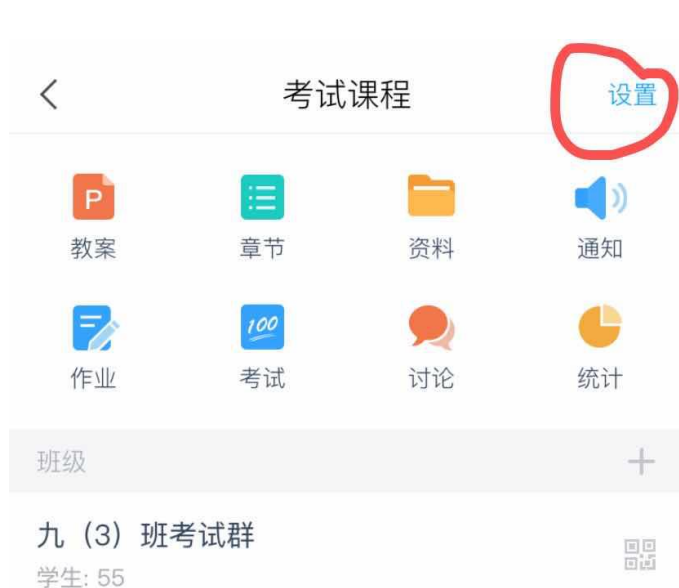 考试课程 设置
P
教案 章节 资料 通知
100
作业 考试 讨论 统计
班级
九（3）班考试群
学生: 55